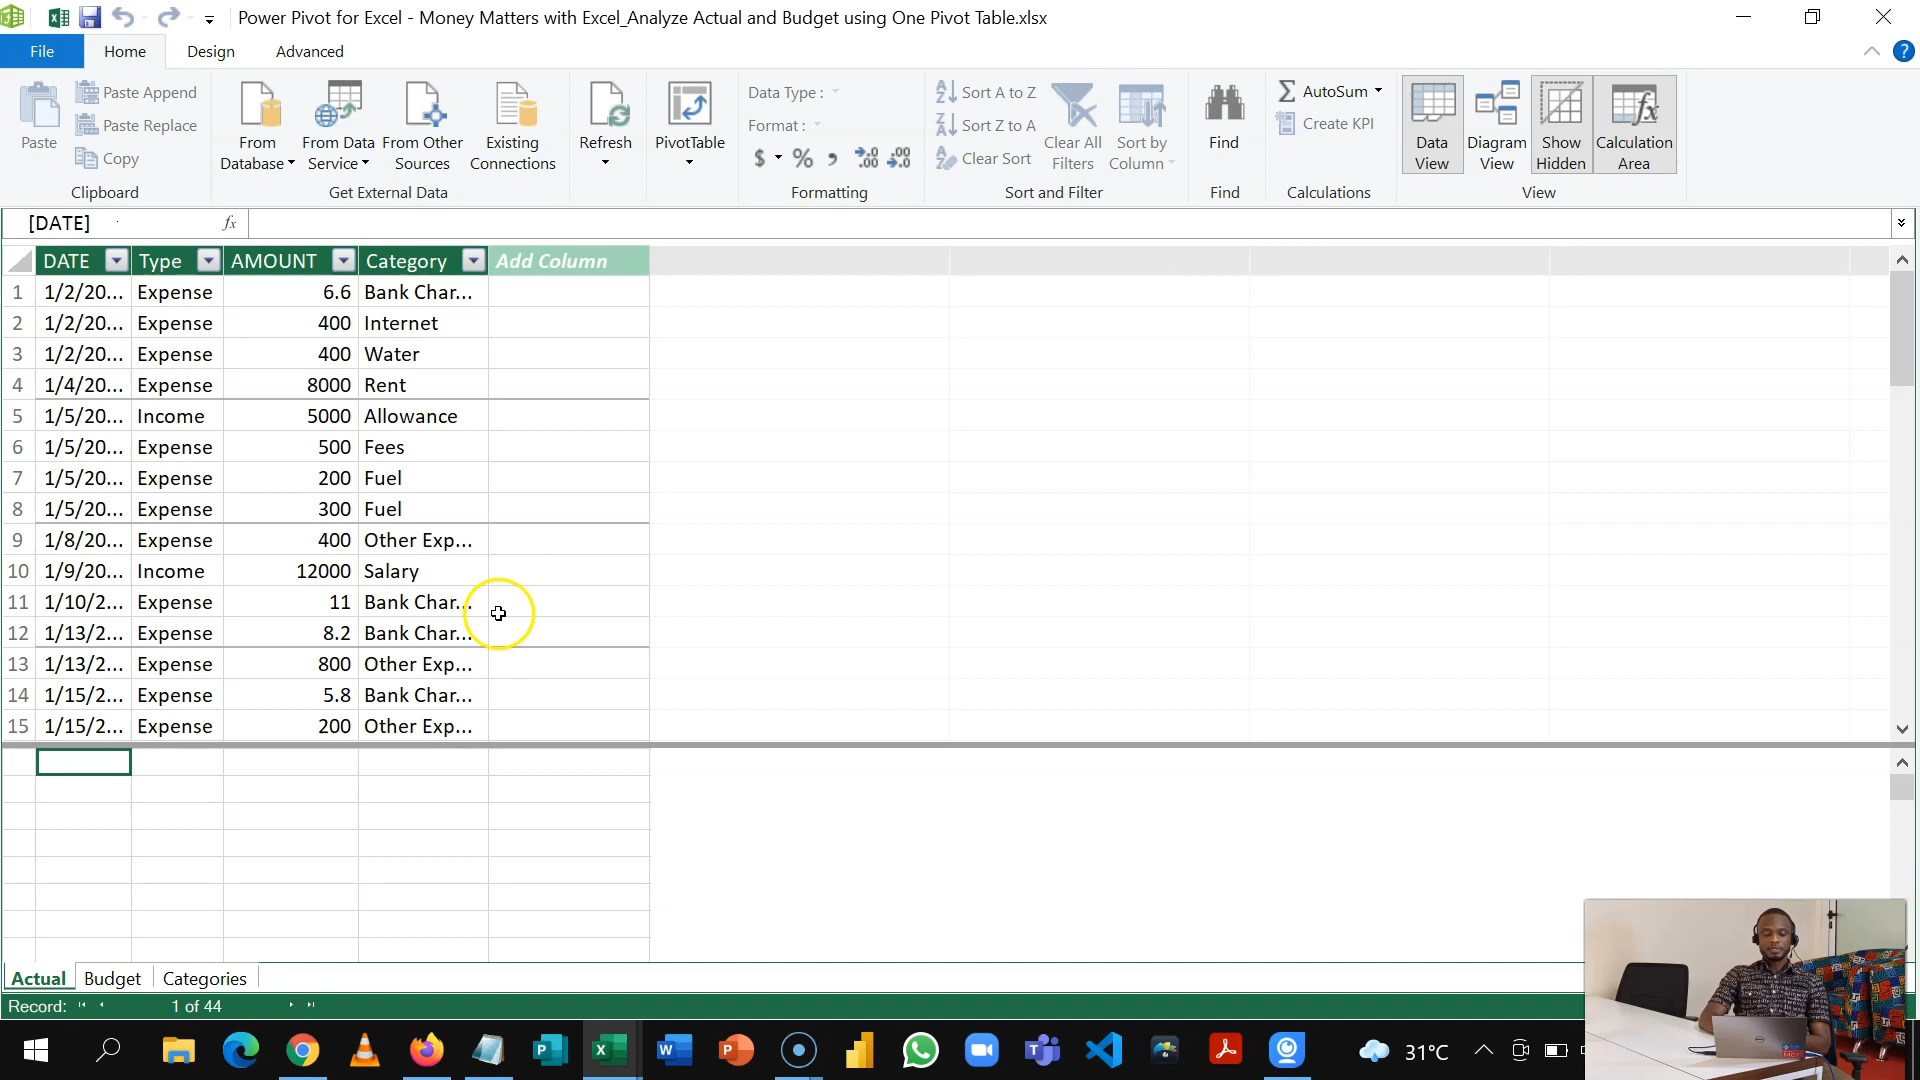 Power Pivot for Excel - Money Matters with Excel_Analyze Actual and Budget using One Pivot Table.xlsx
File Home Design Advanced
Paste
Paste Append
Paste Replace
Copy
Clipboard
From Database
From Data Service
From Other Sources
Existing Connections
Get External Data
Refresh
PivotTable
Data Type :
Format :
$ % ,
Formatting
Sort A to Z
Sort Z to A
Clear Sort
Clear All Filters
Sort by Column
Sort and Filter
Find
Find
AutoSum
Create KPI
Calculations
Data View
Diagram View
Show Hidden
Calculation Area
View
[DATE] fx
DATE Type AMOUNT Category Add Column
1 1/2/20... Expense 6.6 Bank Char...
2 1/2/20... Expense 400 Internet
3 1/2/20... Expense 400 Water
4 1/4/20... Expense 8000 Rent
5 1/5/20... Income 5000 Allowance
6 1/5/20... Expense 500 Fees
7 1/5/20... Expense 200 Fuel
8 1/5/20... Expense 300 Fuel
9 1/8/20... Expense 400 Other Exp...
10 1/9/20... Income 12000 Salary
11 1/10/2... Expense 11 Bank Char...
12 1/13/2... Expense 8.2 Bank Char...
13 1/13/2... Expense 800 Other Exp...
14 1/15/2... Expense 5.8 Bank Char...
15 1/15/2... Expense 200 Other Exp...
Actual Budget Categories
Record: 1 of 44
31°C